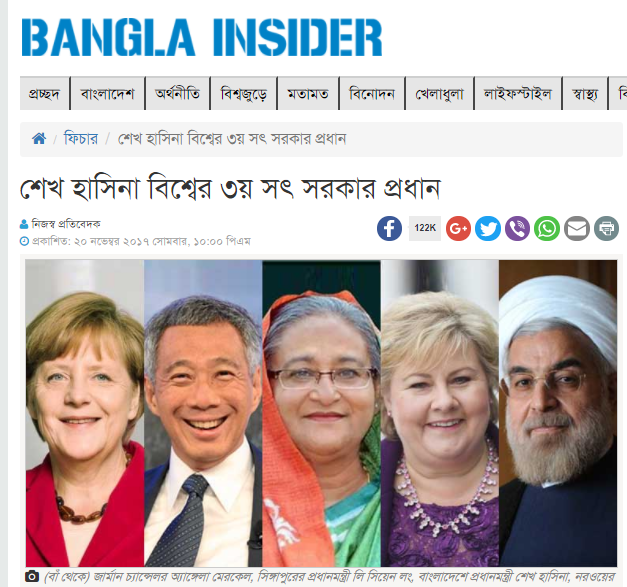 BANGLA INSIDER
প্রচ্ছদ বাংলাদেশ অর্থনীতি বিশ্বজুড়ে মতামত বিনোদন খেলাধুলা লাইফস্টাইল স্বাস্থ্য
/ ফিচার / শেখ হাসিনা বিশ্বের ৩য় সৎ সরকার প্রধান
শেখ হাসিনা বিশ্বের ৩য় সৎ সরকার প্রধান
নিজস্ব প্রতিবেদক
প্রকাশিত: ২০ নভেম্বর ২০১৭ সোমবার, ১০:০০ পিএম
122K
(বাঁ থেকে) জার্মান চ্যান্সেলর অ্যাঙ্গেলা মেরকেল, সিঙ্গাপুরের প্রধানমন্ত্রী লি সিয়েন লং, বাংলাদেশে প্রধানমন্ত্রী শেখ হাসিনা, নরওয়ের